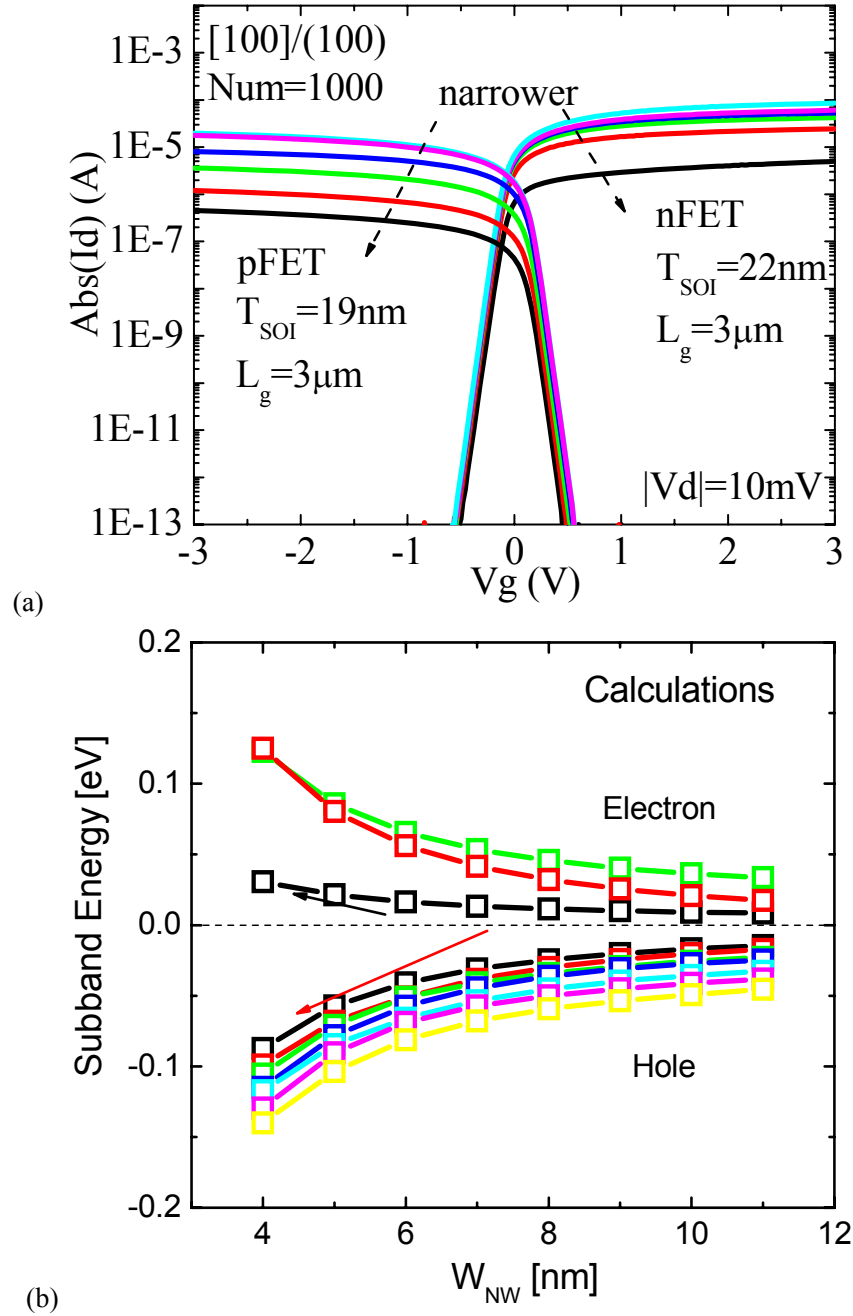 [100]/(100)
Num=1000
narrower
nFET
T_SOI=22nm
L_g=3μm
pFET
T_SOI=19nm
L_g=3μm
|Vd|=10mV
Abs(Id) (A)
1E-3
1E-5
1E-7
1E-9
1E-11
1E-13
-3 -2 -1 0 1 2 3
Vg (V)
(a)
Calculations
Electron
Hole
Subband Energy [eV]
0.2
0.1
0.0
-0.1
-0.2
4 6 8 10 12
W_NW [nm]
(b)